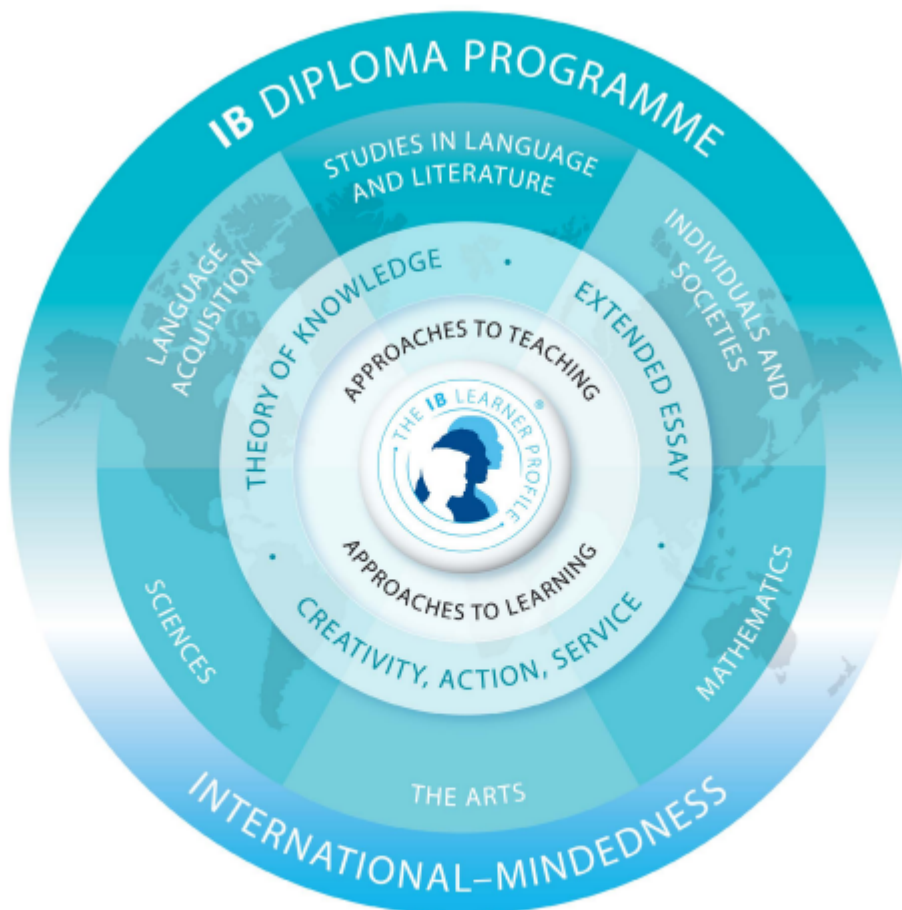 IB DIPLOMA PROGRAMME
STUDIES IN LANGUAGE
AND LITERATURE
LANGUAGE
ACQUISITION
INDIVIDUALS AND
SOCIETIES
THEORY OF KNOWLEDGE
·
EXTENDED ESSAY
APPROACHES TO TEACHING
THE IB LEARNER PROFILE
®
APPROACHES TO LEARNING
·
CREATIVITY, ACTION, SERVICE
·
SCIENCES
MATHEMATICS
THE ARTS
INTERNATIONAL–MINDEDNESS